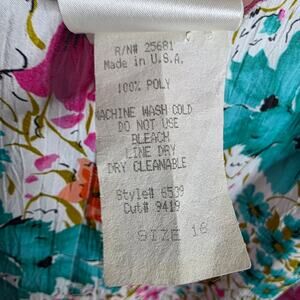 R/N# 25681
Made in U.S.A.
100% POLY
ACHINE WASH COLD
DO NOT USE
BLEACH
LINE DRY
DRY CLEANABLE
Style# 6539
Cut# 9419
SIZE 18